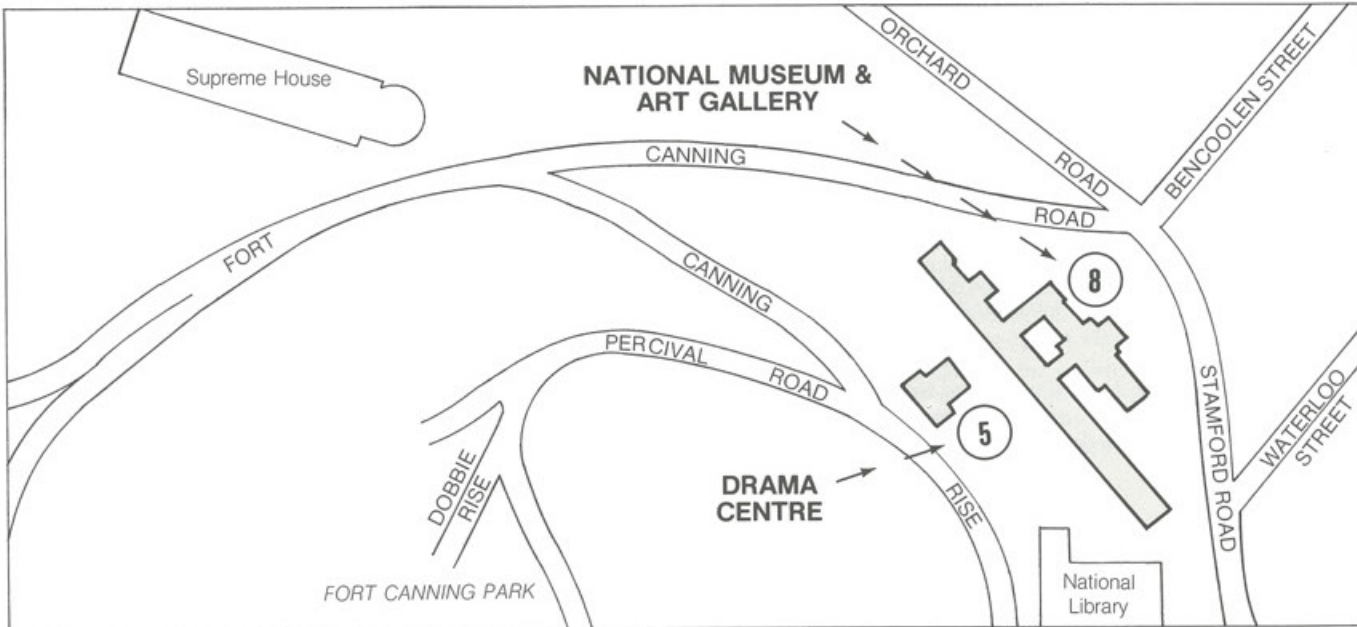 Supreme House
NATIONAL MUSEUM &
ART GALLERY
ORCHARD
ROAD
BENCOOLEN STREET
CANNING
ROAD
FORT
CANNING
RISE
8
PERCIVAL
ROAD
5
STAMFORD ROAD
WATERLOO
STREET
DOBBIE
RISE
DRAMA
CENTRE
FORT CANNING PARK
National
Library